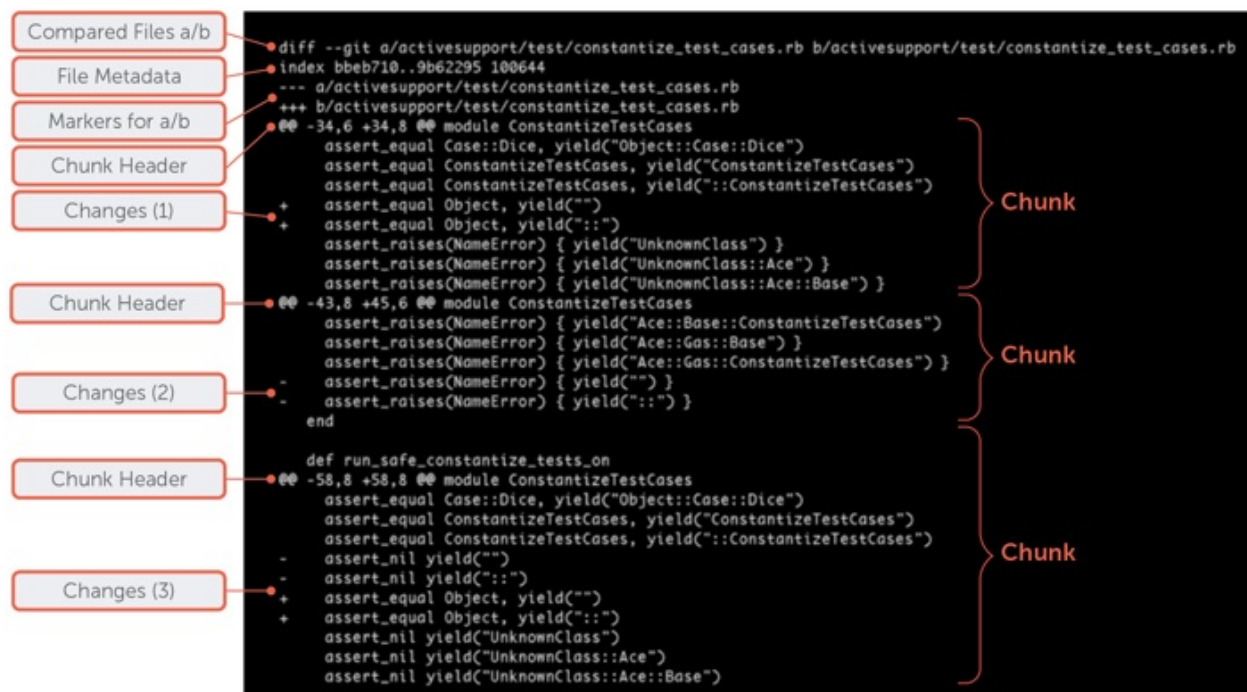 Compared Files a/b
File Metadata
Markers for a/b
Chunk Header
Changes (1)
Chunk Header
Changes (2)
Chunk Header
Changes (3)
diff --git a/activesupport/test/constantize_test_cases.rb b/activesupport/test/constantize_test_cases.rb
index bbeb710..9b62295 100644
--- a/activesupport/test/constantize_test_cases.rb
+++ b/activesupport/test/constantize_test_cases.rb
@@ -34,6 +34,8 @@ module ConstantizeTestCases
assert_equal Case::Dice, yield("Object::Case::Dice")
assert_equal ConstantizeTestCases, yield("ConstantizeTestCases")
assert_equal ConstantizeTestCases, yield("::ConstantizeTestCases")
+ assert_equal Object, yield("")
+ assert_equal Object, yield("::")
assert_raises(NameError) { yield("UnknownClass") }
assert_raises(NameError) { yield("UnknownClass::Ace") }
assert_raises(NameError) { yield("UnknownClass::Ace::Base") }
@@ -43,8 +45,6 @@ module ConstantizeTestCases
assert_raises(NameError) { yield("Ace::Base::ConstantizeTestCases")
assert_raises(NameError) { yield("Ace::Gas::Base") }
assert_raises(NameError) { yield("Ace::Gas::ConstantizeTestCases") }
- assert_raises(NameError) { yield("") }
- assert_raises(NameError) { yield("::") }
end
def run_safe_constantize_tests_on
@@ -58,8 +58,8 @@ module ConstantizeTestCases
assert_equal Case::Dice, yield("Object::Case::Dice")
assert_equal ConstantizeTestCases, yield("ConstantizeTestCases")
assert_equal ConstantizeTestCases, yield("::ConstantizeTestCases")
- assert_nil yield("")
- assert_nil yield("::")
+ assert_equal Object, yield("")
+ assert_equal Object, yield("::")
assert_nil yield("UnknownClass")
assert_nil yield("UnknownClass::Ace")
assert_nil yield("UnknownClass::Ace::Base")
Chunk
Chunk
Chunk